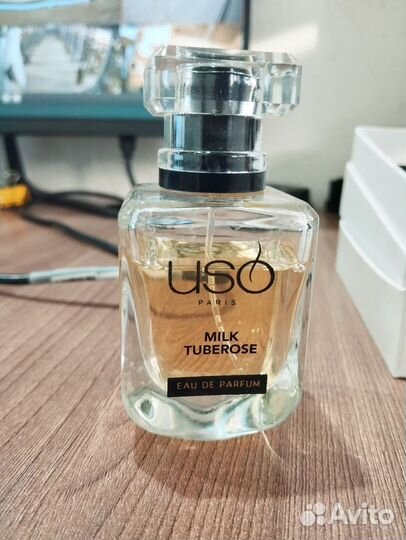 USO
PARIS
MILK
TUBEROSE
EAU DE PARFUM
Avito